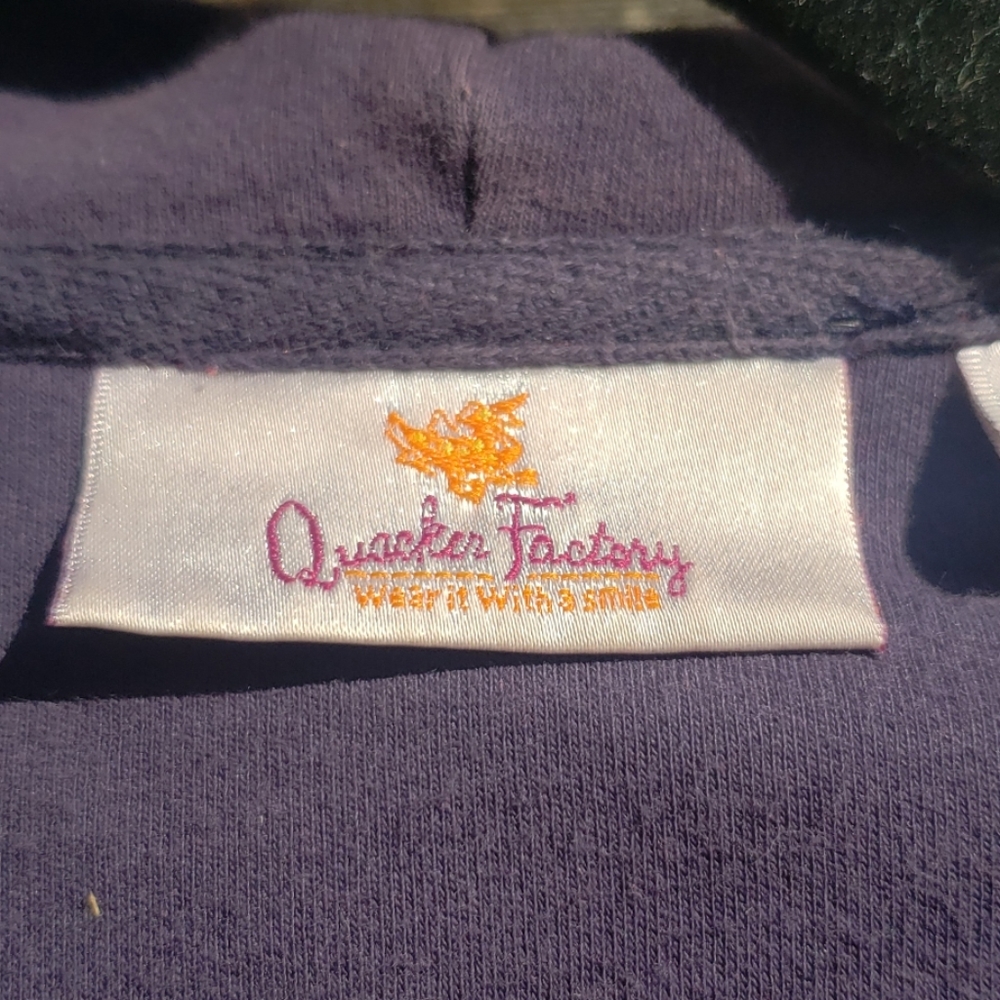 Quacker Factory
Wear it With a smile